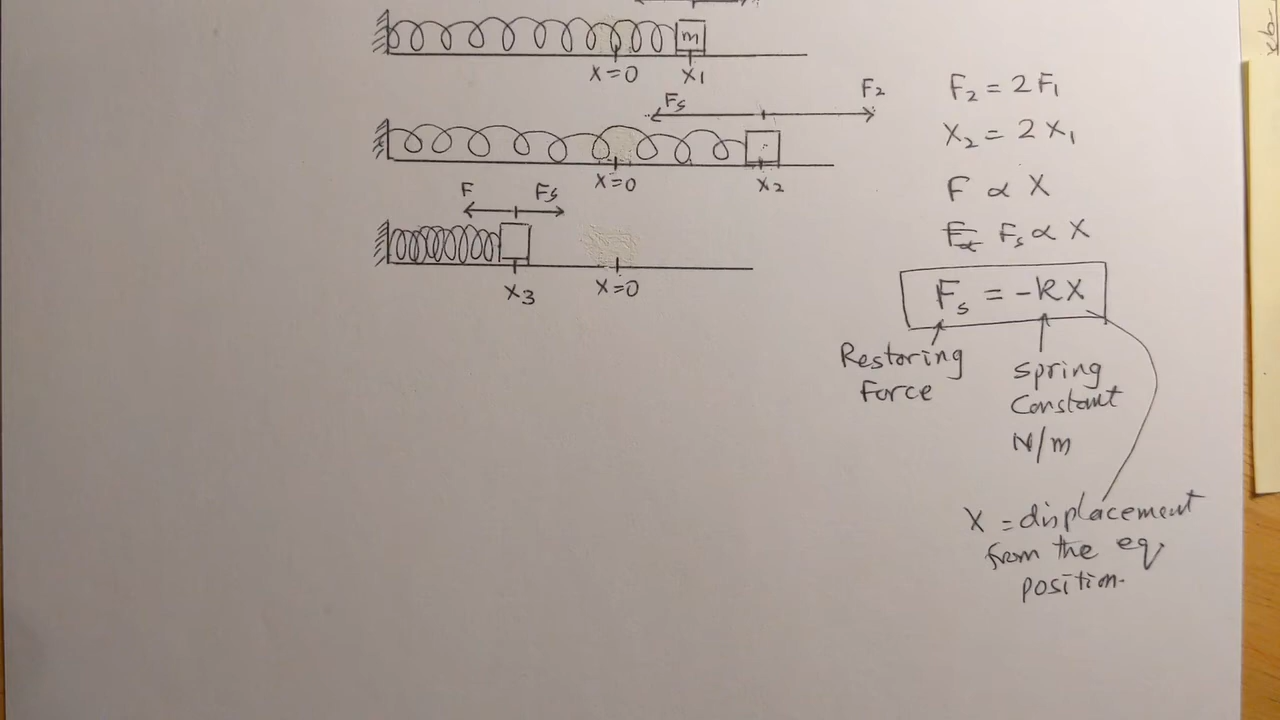 m
x=0 x1
Fs F2
x=0 x2
F Fs
x3 x=0
F2 = 2F1
x2 = 2x1
F ∝ x
Fs ∝ x
Fs = -kx
Restoring
Force
Spring
Constant
N/m
x = displacement
from the eq.
position.